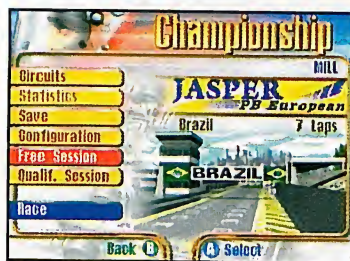 Championship
MILL
Circuits
Statistics
Save
Configuration
Free Session
Qualif. Session
Race
JASPER
PB European
Brazil 7 Laps
BRAZIL
Back B
A Select